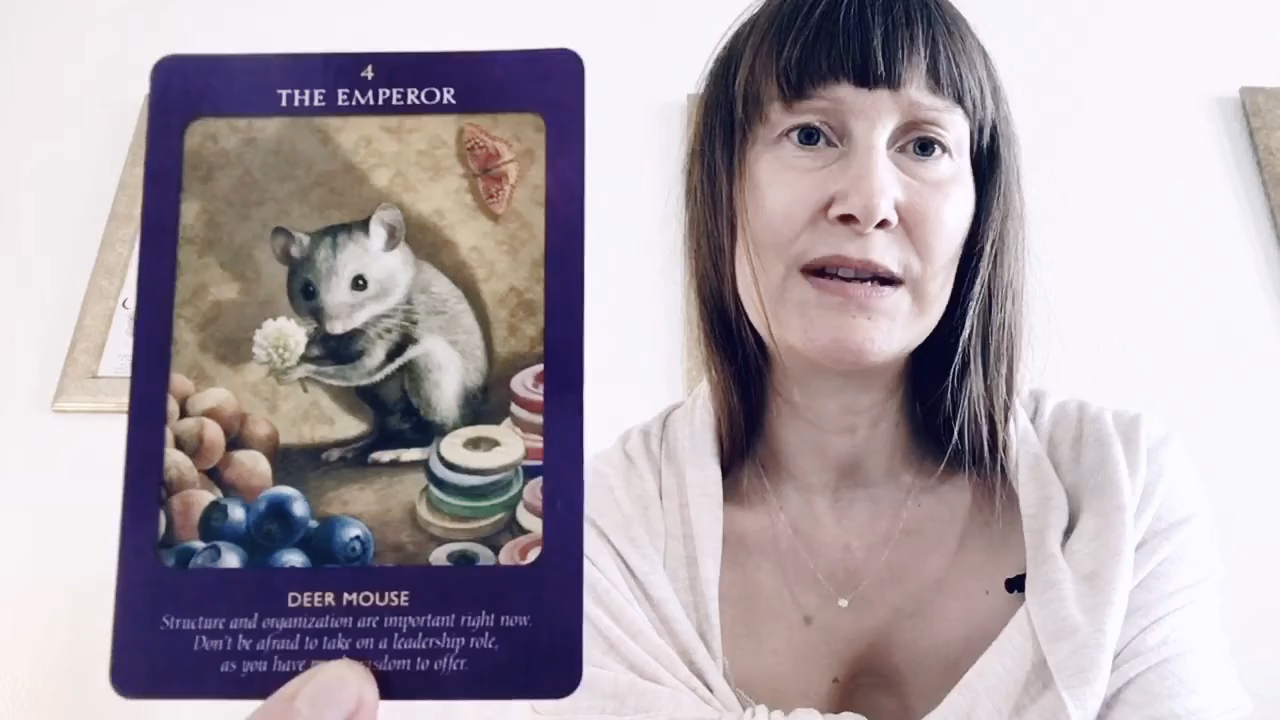 4
THE EMPEROR
DEER MOUSE
Structure and organization are important right now.
Don't be afraid to take on a leadership role,
as you have to offer.